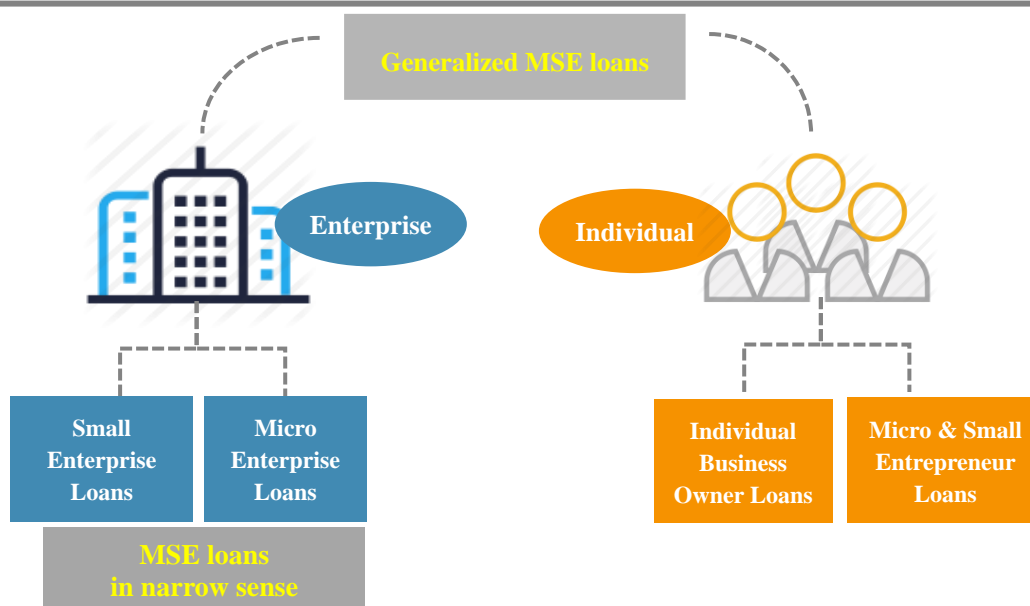 Generalized MSE loans
Enterprise
Individual
Small
Enterprise
Loans
Micro
Enterprise
Loans
Individual
Business
Owner Loans
Micro & Small
Entrepreneur
Loans
MSE loans
in narrow sense